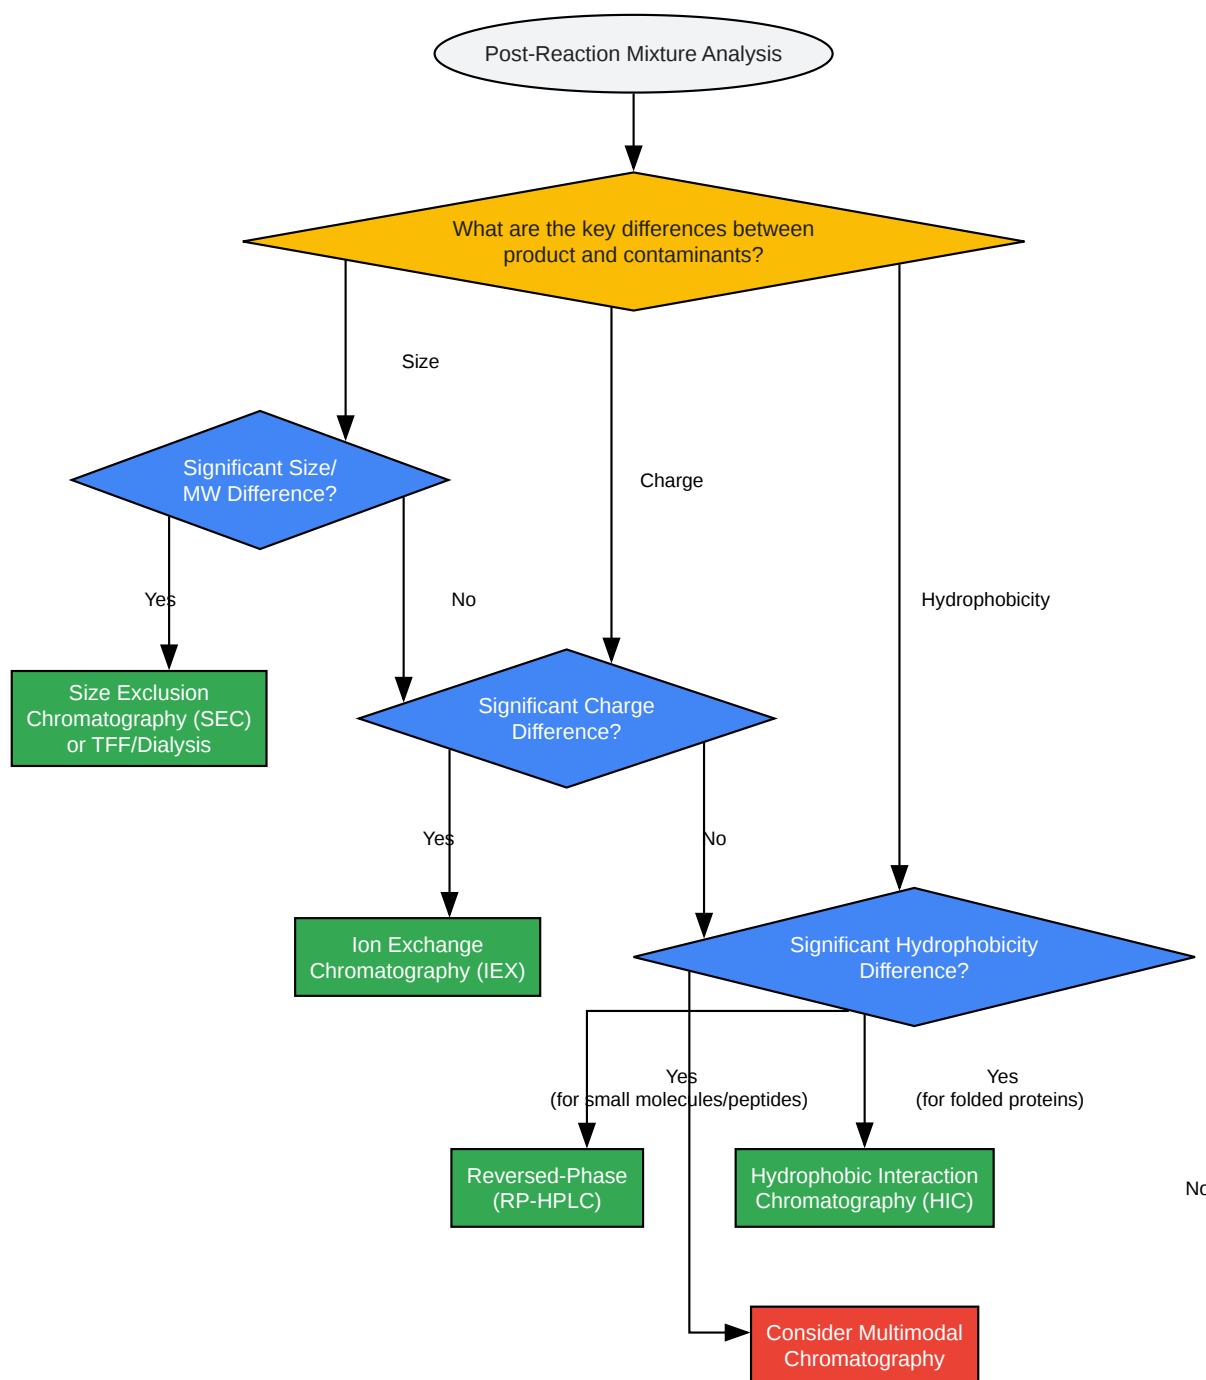 Post-Reaction Mixture Analysis
What are the key differences between
product and contaminants?
Size
Significant Size/
MW Difference?
Charge
Yes
No
Hydrophobicity
Size Exclusion
Chromatography (SEC)
or TFF/Dialysis
Significant Charge
Difference?
Yes
No
Ion Exchange
Chromatography (IEX)
Significant Hydrophobicity
Difference?
Yes
(for small molecules/peptides)
Yes
(for folded proteins)
Reversed-Phase
(RP-HPLC)
Hydrophobic Interaction
Chromatography (HIC)
No
Consider Multimodal
Chromatography